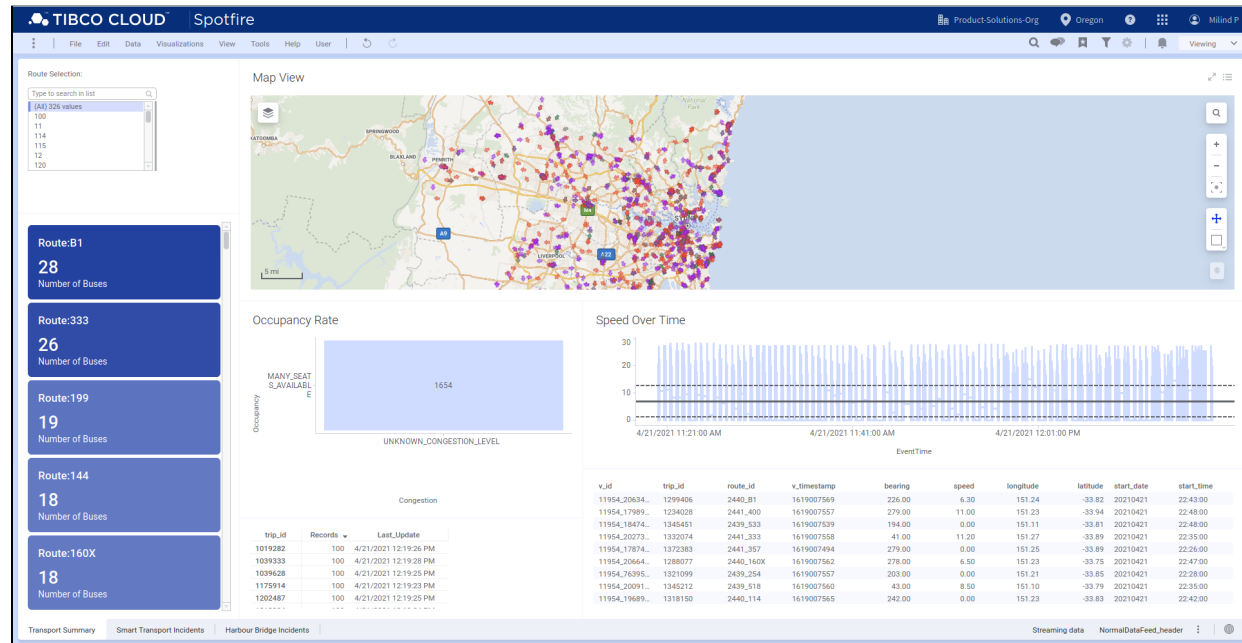 TIBCO CLOUD™ Spotfire
Product-Solutions-Org
Oregon
Milind P
File Edit Data Visualizations View Tools Help User
Viewing
Route Selection:
Type to search in list
(All) 326 values
100
11
114
115
12
120
Route:B1
28
Number of Buses
Route:333
26
Number of Buses
Route:199
19
Number of Buses
Route:144
18
Number of Buses
Route:160X
18
Number of Buses
Map View
National
Park
KATOOMBA
SPRINGWOOD
BLAXLAND
PENRITH
M4
A9
LIVERPOOL
A22
5 mi
Occupancy Rate
MANY_SEAT
S_AVAILABL
E
Occupancy
1654
UNKNOWN_CONGESTION_LEVEL
Congestion
trip_id Records Last_Update
1019282 100 4/21/2021 12:19:26 PM
1039333 100 4/21/2021 12:19:28 PM
1039628 100 4/21/2021 12:19:25 PM
1175914 100 4/21/2021 12:19:23 PM
1202487 100 4/21/2021 12:19:25 PM
Speed Over Time
30
20
10
0
4/21/2021 11:21:00 AM 4/21/2021 11:41:00 AM 4/21/2021 12:01:00 PM
EventTime
v_id trip_id route_id v_timestamp bearing speed longitude latitude start_date start_time
11954_20634... 1299406 2440_B1 1619007569 226.00 6.30 151.24 -33.82 20210421 22:43:00
11954_17989... 1234028 2441_400 1619007557 279.00 11.00 151.23 -33.94 20210421 22:48:00
11954_18474... 1345451 2439_533 1619007539 194.00 0.00 151.11 -33.81 20210421 22:48:00
11954_20273... 1332074 2441_333 1619007558 41.00 11.20 151.27 -33.89 20210421 22:35:00
11954_17874... 1372383 2441_357 1619007494 279.00 0.00 151.25 -33.89 20210421 22:26:00
11954_20664... 1288077 2440_160X 1619007562 278.00 6.50 151.23 -33.75 20210421 22:47:00
11954_76395... 1321099 2439_254 1619007557 203.00 0.00 151.21 -33.85 20210421 22:28:00
11954_20091... 1345212 2439_518 1619007560 43.00 8.50 151.10 -33.79 20210421 22:35:00
11954_19689... 1318150 2440_114 1619007565 242.00 0.00 151.23 -33.83 20210421 22:42:00
Transport Summary Smart Transport Incidents Harbour Bridge Incidents
Streaming data NormalDataFeed_header